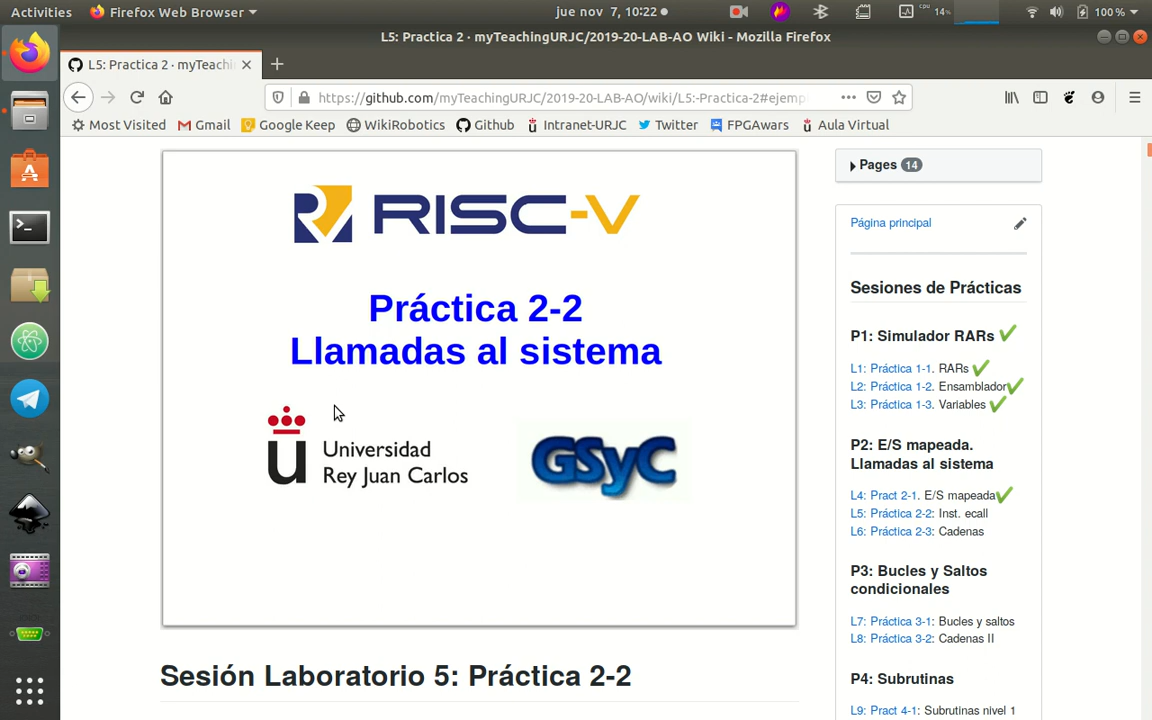 Activities
Firefox Web Browser
jue nov 7, 10:22
cpu 14%
100 %
L5: Practica 2 · myTeachingURJC/2019-20-LAB-AO Wiki - Mozilla Firefox
L5: Practica 2 · myTeachi
https://github.com/myTeachingURJC/2019-20-LAB-AO/wiki/L5:-Practica-2#ejemp
Most Visited
Gmail
Google Keep
WikiRobotics
Github
Intranet-URJC
Twitter
FPGAwars
Aula Virtual
RISC-V
Práctica 2-2
Llamadas al sistema
Universidad
Rey Juan Carlos
GSyC
Sesión Laboratorio 5: Práctica 2-2
Pages 14
Página principal
Sesiones de Prácticas
P1: Simulador RARs
L1: Práctica 1-1. RARs
L2: Práctica 1-2. Ensamblador
L3: Práctica 1-3. Variables
P2: E/S mapeada.
Llamadas al sistema
L4: Pract 2-1. E/S mapeada
L5: Práctica 2-2: Inst. ecall
L6: Práctica 2-3: Cadenas
P3: Bucles y Saltos
condicionales
L7: Práctica 3-1: Bucles y saltos
L8: Práctica 3-2: Cadenas II
P4: Subrutinas
L9: Pract 4-1: Subrutinas nivel 1